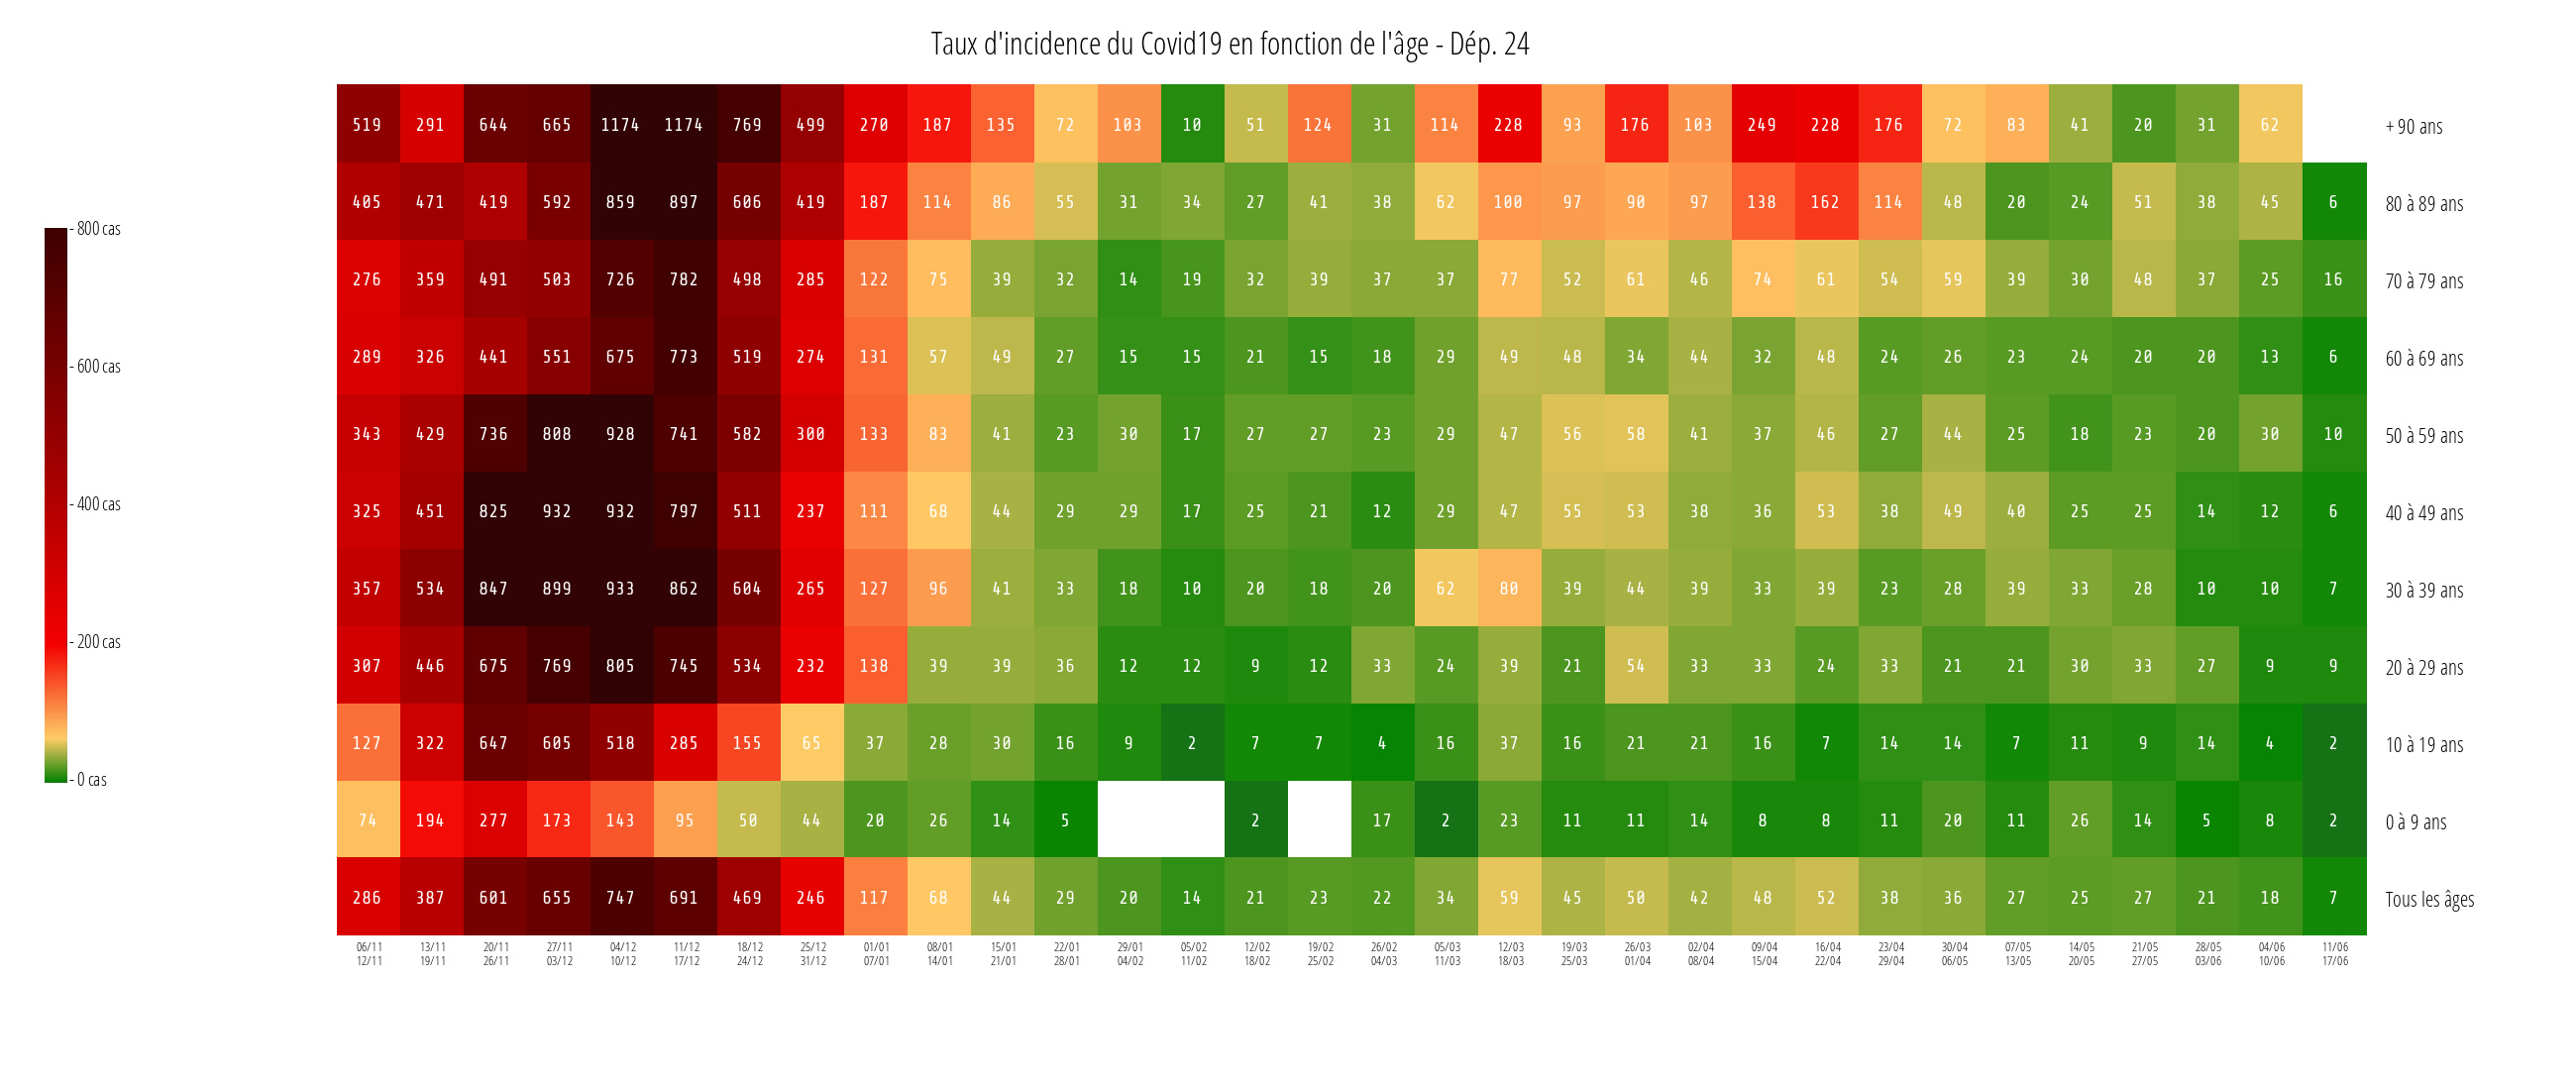 Taux d'incidence du Covid19 en fonction de l'âge - Dép. 24
519 291 644 665 1174 1174 769 499 270 187 135 72 103 10 51 124 31 114 228 93 176 103 249 228 176 72 83 41 20 31 62 + 90 ans
405 471 419 592 859 897 606 419 187 114 86 55 31 34 27 41 38 62 100 97 90 97 138 162 114 48 20 24 51 38 45 6 80 à 89 ans
- 800 cas
276 359 491 503 726 782 498 285 122 75 39 32 14 19 32 39 37 37 77 52 61 46 74 61 54 59 39 30 48 37 25 16 70 à 79 ans
289 326 441 551 675 773 519 274 131 57 49 27 15 15 21 15 18 29 49 48 34 44 32 48 24 26 23 24 20 20 13 6 60 à 69 ans
- 600 cas
343 429 736 808 928 741 582 300 133 83 41 23 30 17 27 27 23 29 47 56 58 41 37 46 27 44 25 18 23 20 30 10 50 à 59 ans
- 400 cas
325 451 825 932 932 797 511 237 111 68 44 29 29 17 25 21 12 29 47 55 53 38 36 53 38 49 40 25 25 14 12 6 40 à 49 ans
357 534 847 899 933 862 604 265 127 96 41 33 18 10 20 18 20 62 80 39 44 39 33 39 23 28 39 33 28 10 10 7 30 à 39 ans
- 200 cas
307 446 675 769 805 745 534 232 138 39 39 36 12 12 9 12 33 24 39 21 54 33 33 24 33 21 21 30 33 27 9 9 20 à 29 ans
127 322 647 605 518 285 155 65 37 28 30 16 9 2 7 7 4 16 37 16 21 21 16 7 14 14 7 11 9 14 4 2 10 à 19 ans
- 0 cas
74 194 277 173 143 95 50 44 20 26 14 5 2 17 2 23 11 11 14 8 8 11 20 11 26 14 5 8 2 0 à 9 ans
286 387 601 655 747 691 469 246 117 68 44 29 20 14 21 23 22 34 59 45 50 42 48 52 38 36 27 25 27 21 18 7 Tous les âges
06/11 13/11 20/11 27/11 04/12 11/12 18/12 25/12 01/01 08/01 15/01 22/01 29/01 05/02 12/02 19/02 26/02 05/03 12/03 19/03 26/03 02/04 09/04 16/04 23/04 30/04 07/05 14/05 21/05 28/05 04/06 11/06
12/11 19/11 26/11 03/12 10/12 17/12 24/12 31/12 07/01 14/01 21/01 28/01 04/02 11/02 18/02 25/02 04/03 11/03 18/03 25/03 01/04 08/04 15/04 22/04 29/04 06/05 13/05 20/05 27/05 03/06 10/06 17/06